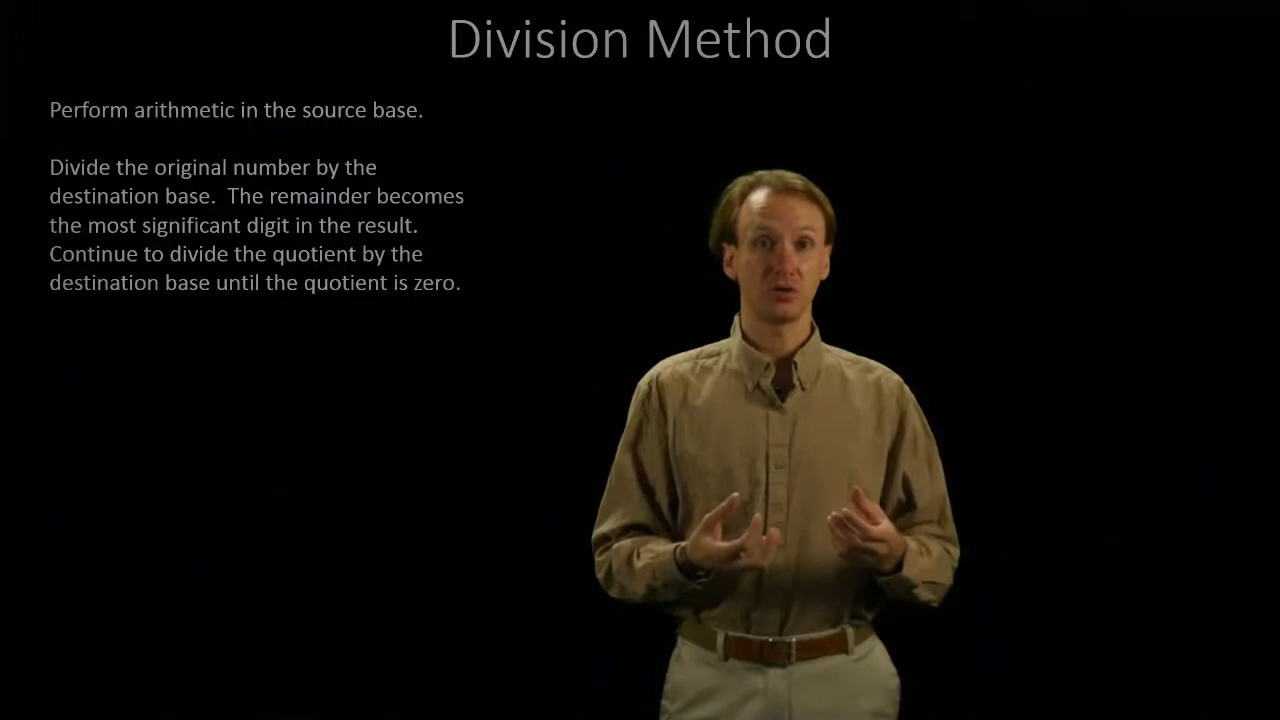 Division Method
Perform arithmetic in the source base.
Divide the original number by the
destination base.  The remainder becomes
the most significant digit in the result.
Continue to divide the quotient by the
destination base until the quotient is zero.